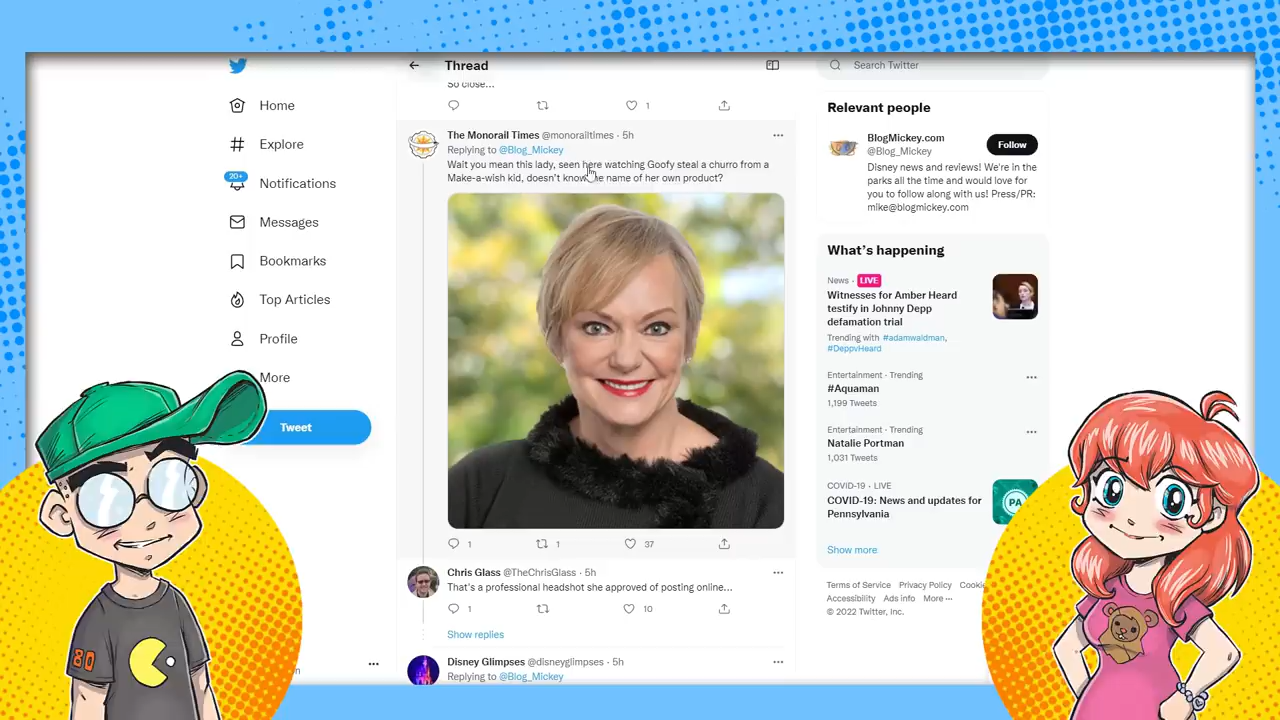 Thread
Search Twitter
Home
Explore
20+
Notifications
Messages
Bookmarks
Top Articles
Profile
More
Tweet
So close...
1
The Monorail Times @monorailtimes · 5h
Replying to @Blog_Mickey
Wait you mean this lady, seen here watching Goofy steal a churro from a
Make-a-wish kid, doesn't know name of her own product?
1
1
37
Chris Glass @TheChrisGlass · 5h
That's a professional headshot she approved of posting online...
1
10
Show replies
Disney Glimpses @disneyglimpses · 5h
Replying to @Blog_Mickey
Relevant people
BlogMickey.com
@Blog_Mickey
Follow
Disney news and reviews! We're in the
parks all the time and would love for
you to follow along with us! Press/PR:
mike@blogmickey.com
What's happening
News · LIVE
Witnesses for Amber Heard
testify in Johnny Depp
defamation trial
Trending with #adamwaldman,
#DeppvHeard
Entertainment · Trending
#Aquaman
1,199 Tweets
Entertainment · Trending
Natalie Portman
1,031 Tweets
COVID-19 · LIVE
COVID-19: News and updates for
Pennsylvania
PA
Show more
Terms of Service Privacy Policy Cookie
Accessibility Ads info More ···
© 2022 Twitter, Inc.
80